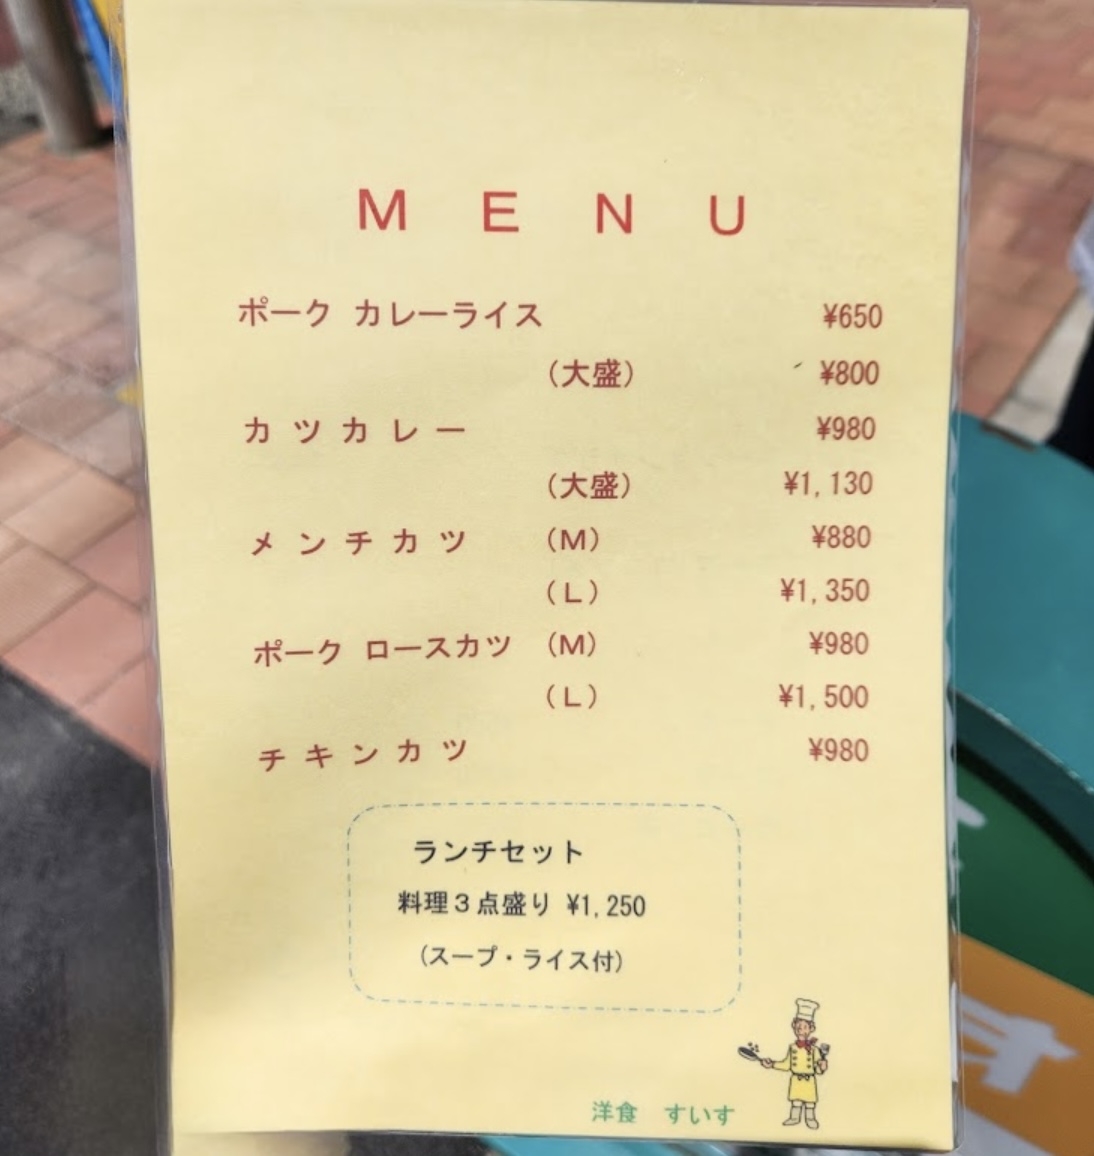 MENU
ポーク カレーライス ¥650
（大盛） ¥800
カツカレー ¥980
（大盛） ¥1,130
メンチカツ （M） ¥880
（L） ¥1,350
ポーク ロースカツ （M） ¥980
（L） ¥1,500
チキンカツ ¥980
ランチセット
料理３点盛り ¥1,250
（スープ・ライス付）
洋食 すいす